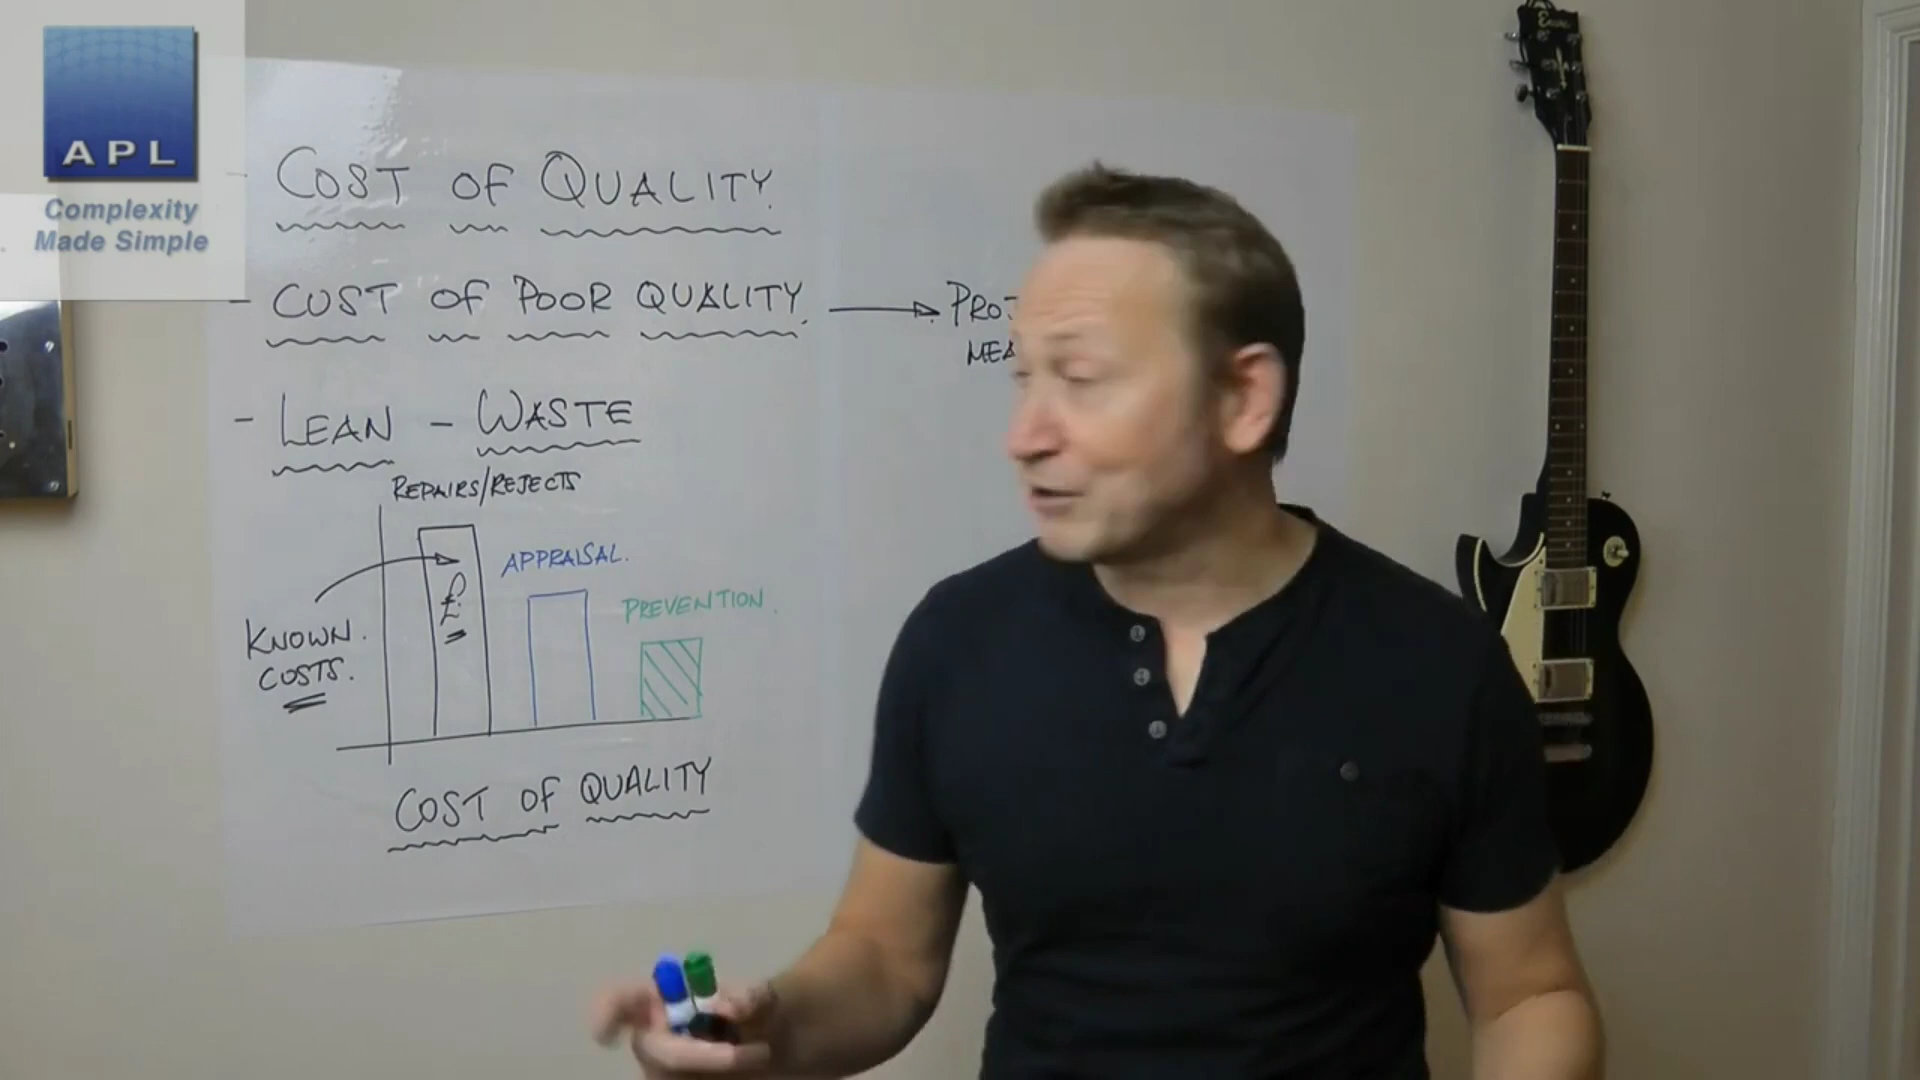 APL
Complexity
Made Simple
- COST OF QUALITY.
- COST OF POOR QUALITY.
- LEAN - WASTE
REPAIRS/REJECTS
APPRAISAL.
PREVENTION.
£
KNOWN.
COSTS.
COST OF QUALITY